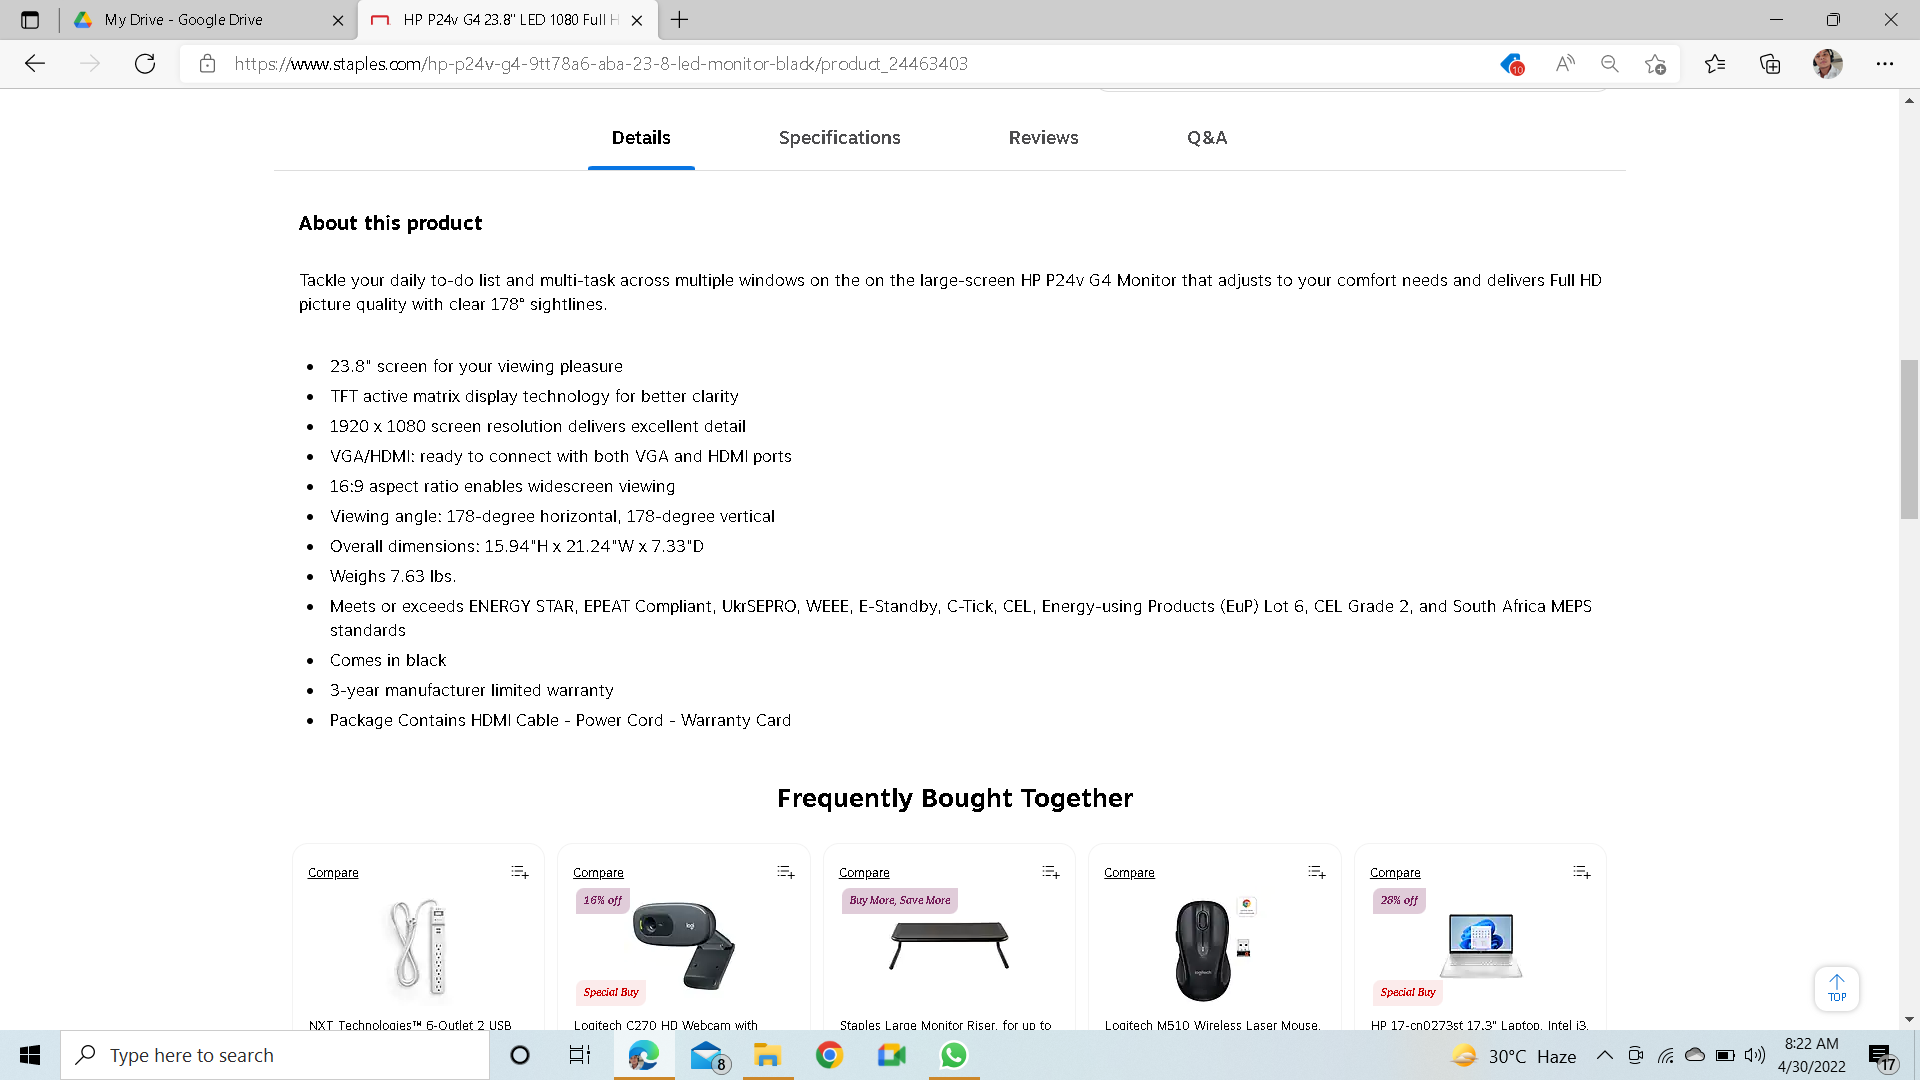 My Drive - Google Drive
HP P24v G4 23.8" LED 1080 Full H
https://www.staples.com/hp-p24v-g4-9tt78a6-aba-23-8-led-monitor-black/product_24463403
10
Details Specifications Reviews Q&A
About this product
Tackle your daily to-do list and multi-task across multiple windows on the on the large-screen HP P24v G4 Monitor that adjusts to your comfort needs and delivers Full HD
picture quality with clear 178° sightlines.
• 23.8" screen for your viewing pleasure
• TFT active matrix display technology for better clarity
• 1920 x 1080 screen resolution delivers excellent detail
• VGA/HDMI: ready to connect with both VGA and HDMI ports
• 16:9 aspect ratio enables widescreen viewing
• Viewing angle: 178-degree horizontal, 178-degree vertical
• Overall dimensions: 15.94"H x 21.24"W x 7.33"D
• Weighs 7.63 lbs.
• Meets or exceeds ENERGY STAR, EPEAT Compliant, UkrSEPRO, WEEE, E-Standby, C-Tick, CEL, Energy-using Products (EuP) Lot 6, CEL Grade 2, and South Africa MEPS
standards
• Comes in black
• 3-year manufacturer limited warranty
• Package Contains HDMI Cable - Power Cord - Warranty Card
Frequently Bought Together
Compare Compare Compare Compare Compare
16% off Buy More, Save More 28% off
logi
logitech
Special Buy Special Buy
TOP
NXT Technologies™ 6-Outlet 2 USB
Logitech C270 HD Webcam with
Staples Large Monitor Riser, for up to
Logitech M510 Wireless Laser Mouse,
HP 17-cn0273st 17.3" Laptop, Intel i3,
Type here to search
8
30°C Haze
8:22 AM
4/30/2022
17